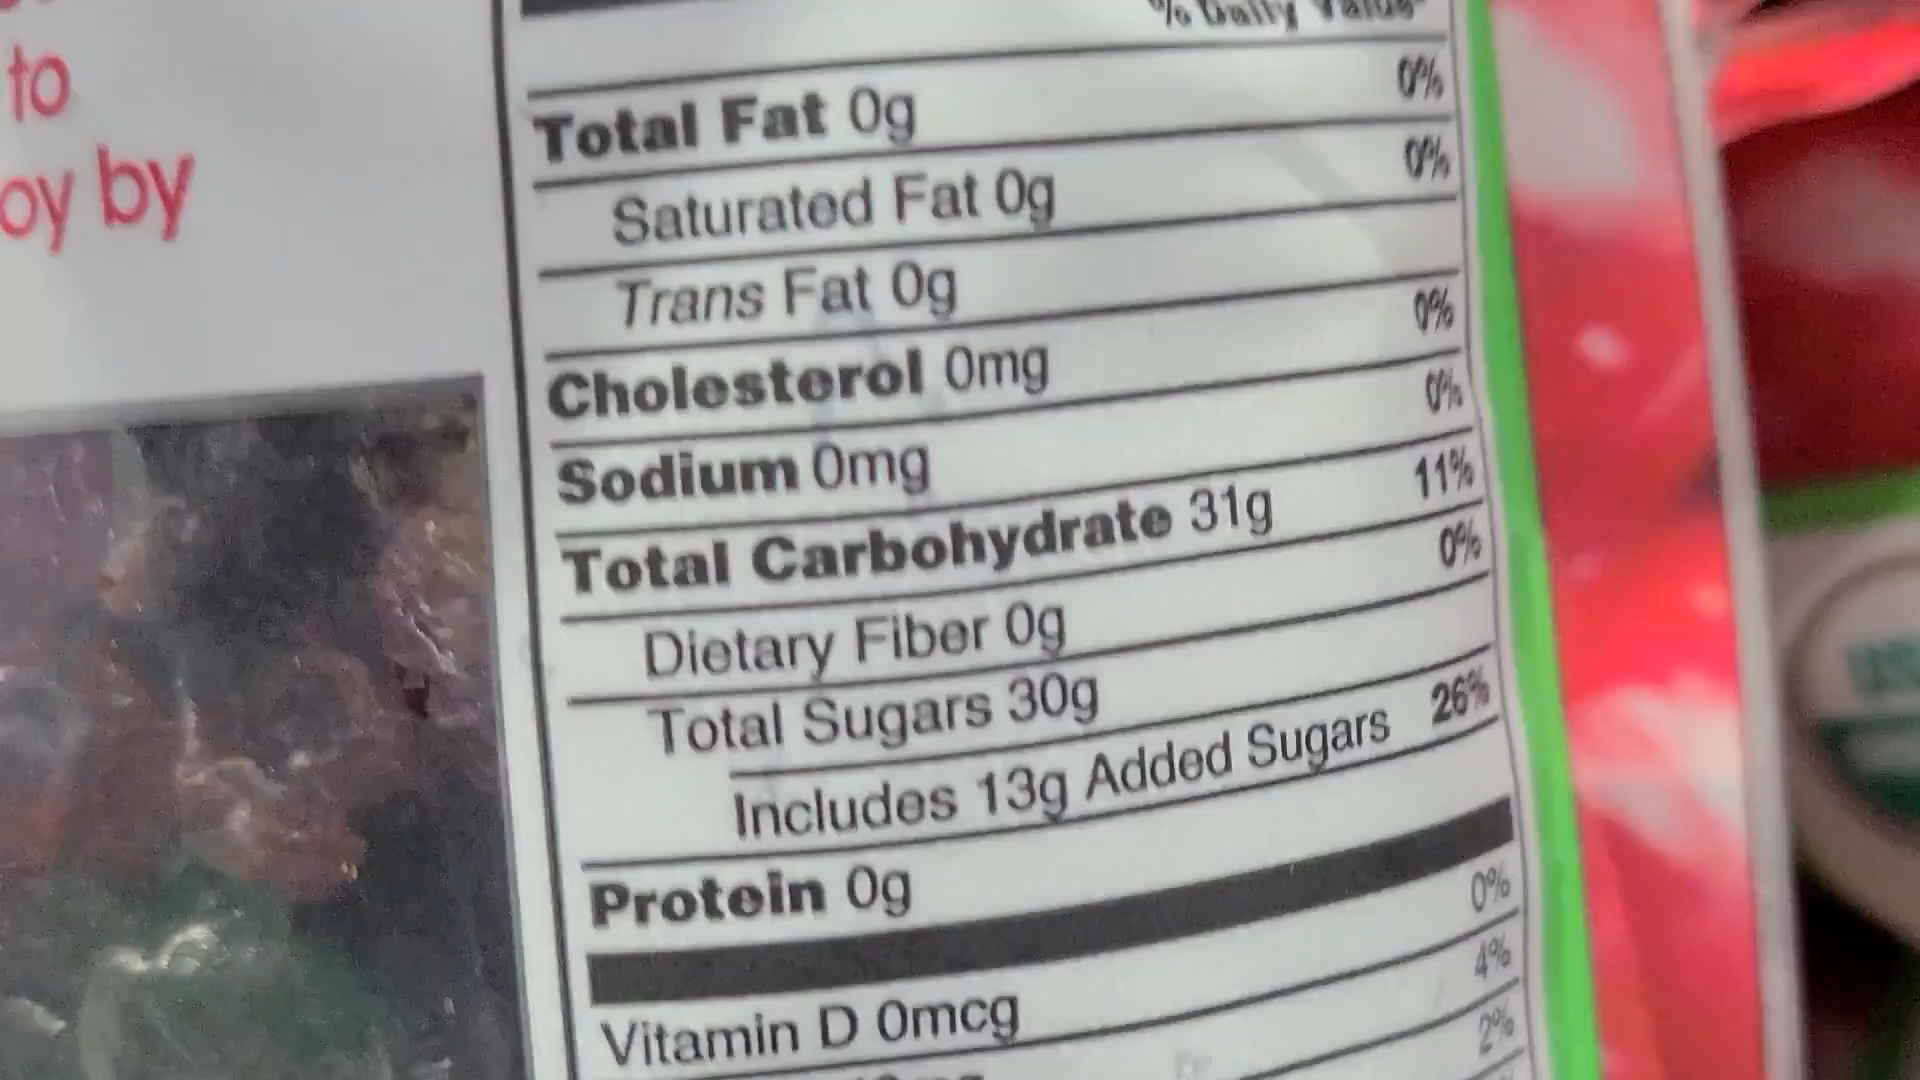 to
oy by
% Daily Value*
Total Fat 0g 0%
Saturated Fat 0g 0%
Trans Fat 0g
Cholesterol 0mg 0%
Sodium 0mg 0%
Total Carbohydrate 31g 11%
Dietary Fiber 0g 0%
Total Sugars 30g
Includes 13g Added Sugars 26%
Protein 0g
Vitamin D 0mcg 0%
4%
2%